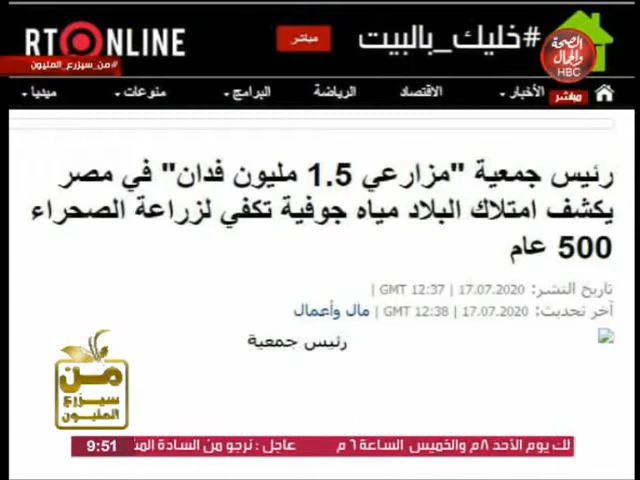 RT ONLINE
مباشر
#خليك_بالبيت
الصحة
والجمال
HBC
مباشر
#من_سيزرع_المليون
الأخبار
البرامج
الاقتصاد
الرياضة
منوعات
ميديا
رئيس جمعية "مزارعي 1.5 مليون فدان" في مصر
يكشف امتلاك البلاد مياه جوفية تكفي لزراعة الصحراء
500 عام
تاريخ النشر: 17.07.2020 | 12:37 GMT |
آخر تحديث: 17.07.2020 | 12:38 GMT | مال وأعمال
رئيس جمعية
من
سيزرع
المليون
لك يوم الأحد ٨م والخميس الساعة ٦ م عاجل : نرجو من السادة المش
9:51